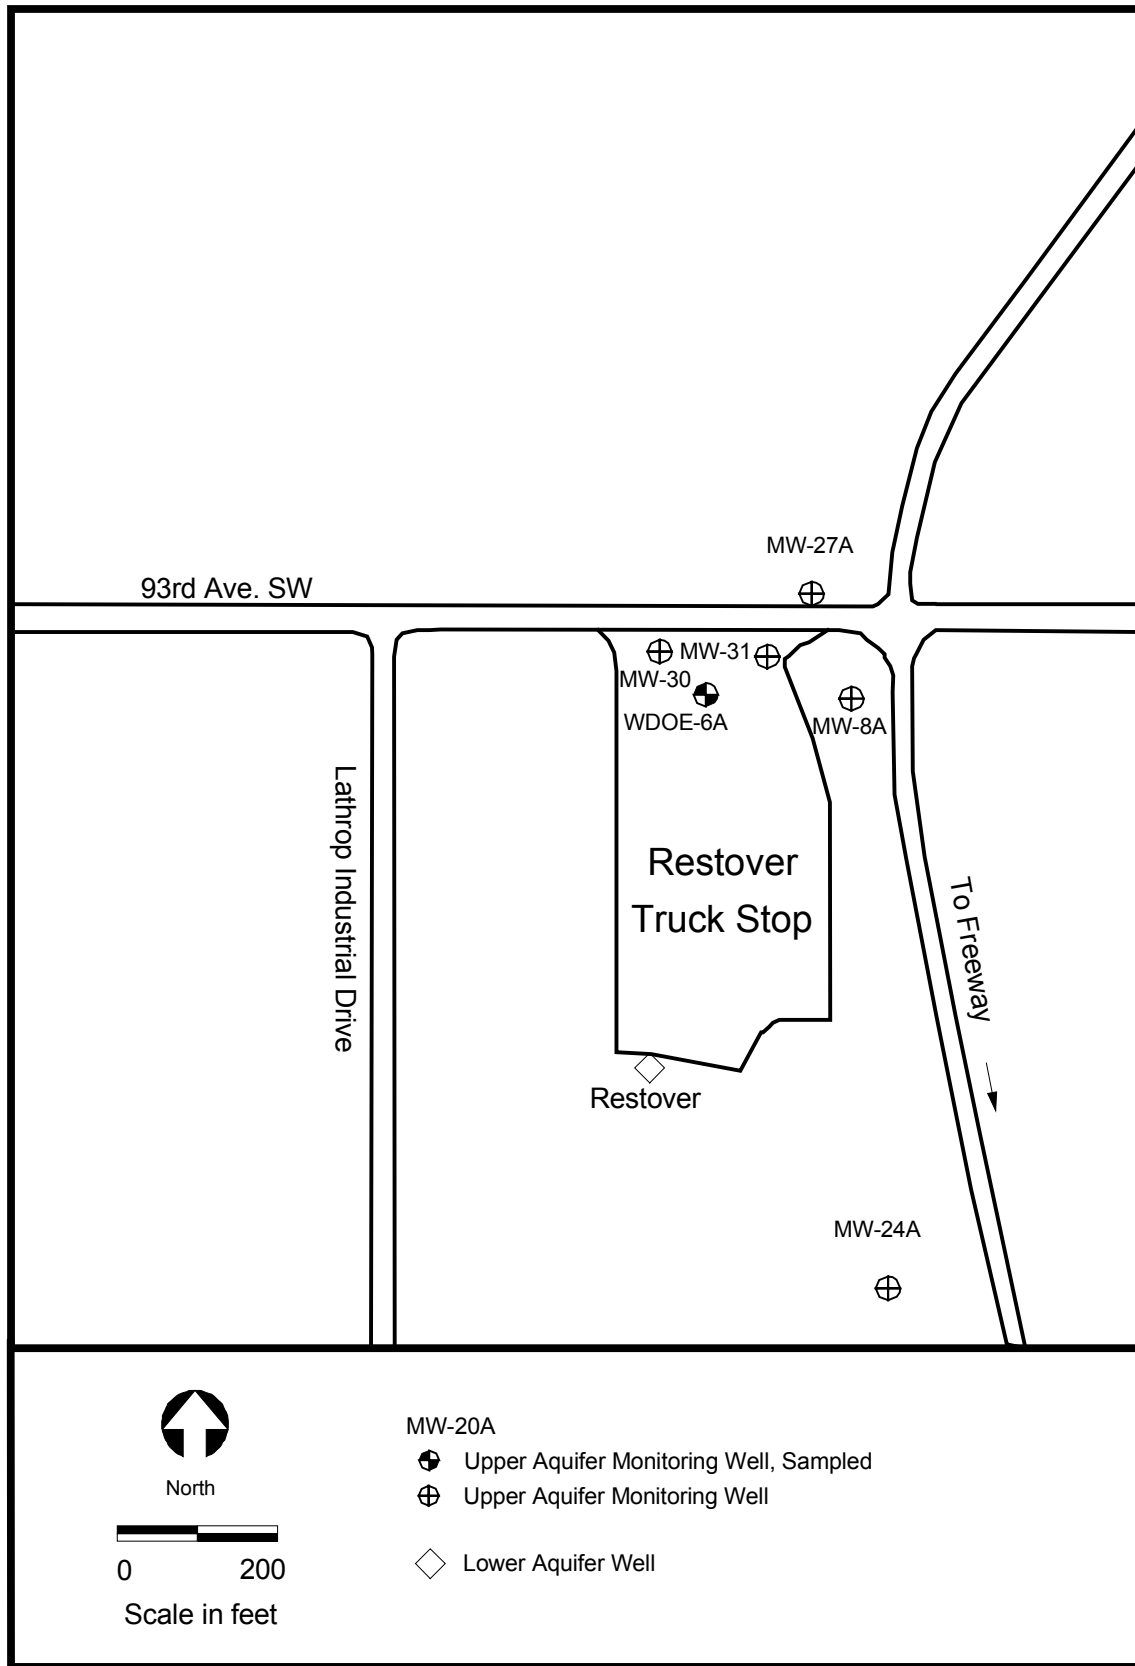 MW-27A
93rd Ave. SW
MW-31
MW-30
WDOE-6A
MW-8A
Lathrop Industrial Drive
Restover
Truck Stop
To Freeway
Restover
MW-24A
North
0 200
Scale in feet
MW-20A
Upper Aquifer Monitoring Well, Sampled
Upper Aquifer Monitoring Well
Lower Aquifer Well